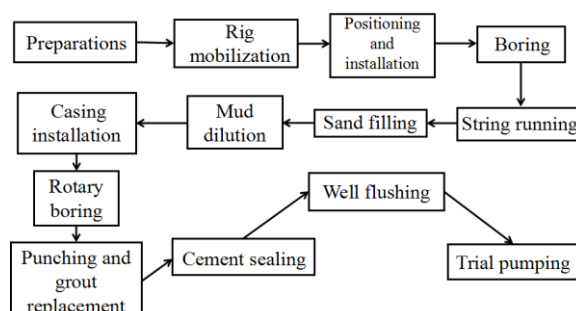 Preparations
Rig
mobilization
Positioning
and
installation
Boring
String running
Sand filling
Mud
dilution
Casing
installation
Rotary
boring
Punching and
grout
replacement
Cement sealing
Well flushing
Trial pumping